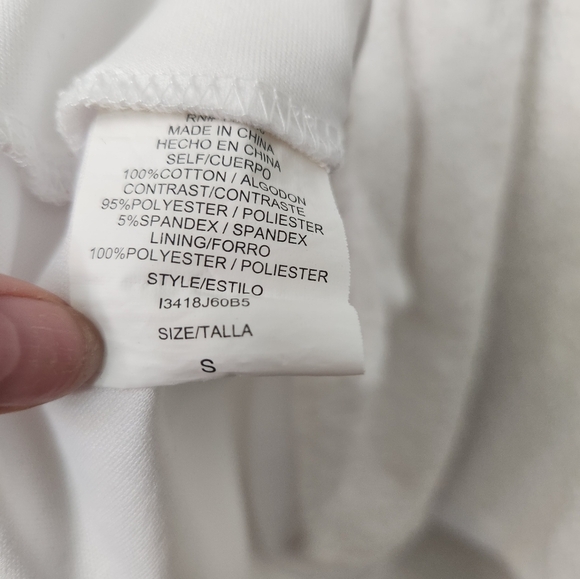 RN#
MADE IN CHINA
HECHO EN CHINA
SELF/CUERPO
100%COTTON / ALGODON
CONTRAST/CONTRASTE
95%POLYESTER / POLIESTER
5%SPANDEX / SPANDEX
LINING/FORRO
100%POLYESTER / POLIESTER
STYLE/ESTILO
I3418J60B5
SIZE/TALLA
S